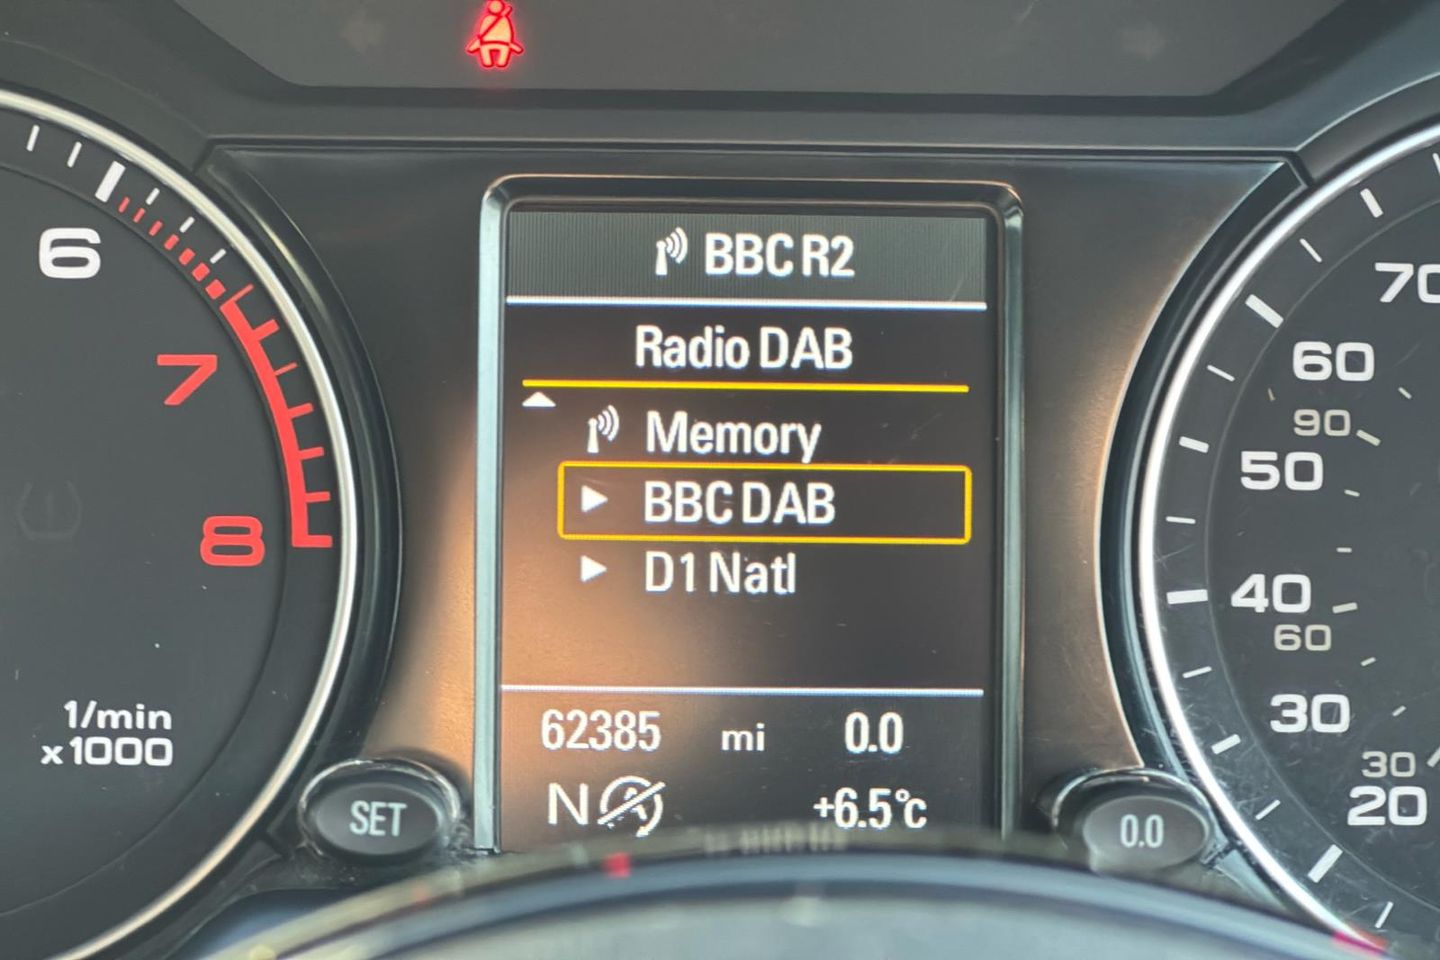 BBC R2
Radio DAB
Memory
BBC DAB
D1 Natl
62385 mi 0.0
N +6.5°C
6
7
8
1/min
x1000
SET
0.0
70
60
90
50
40
60
30
30
20